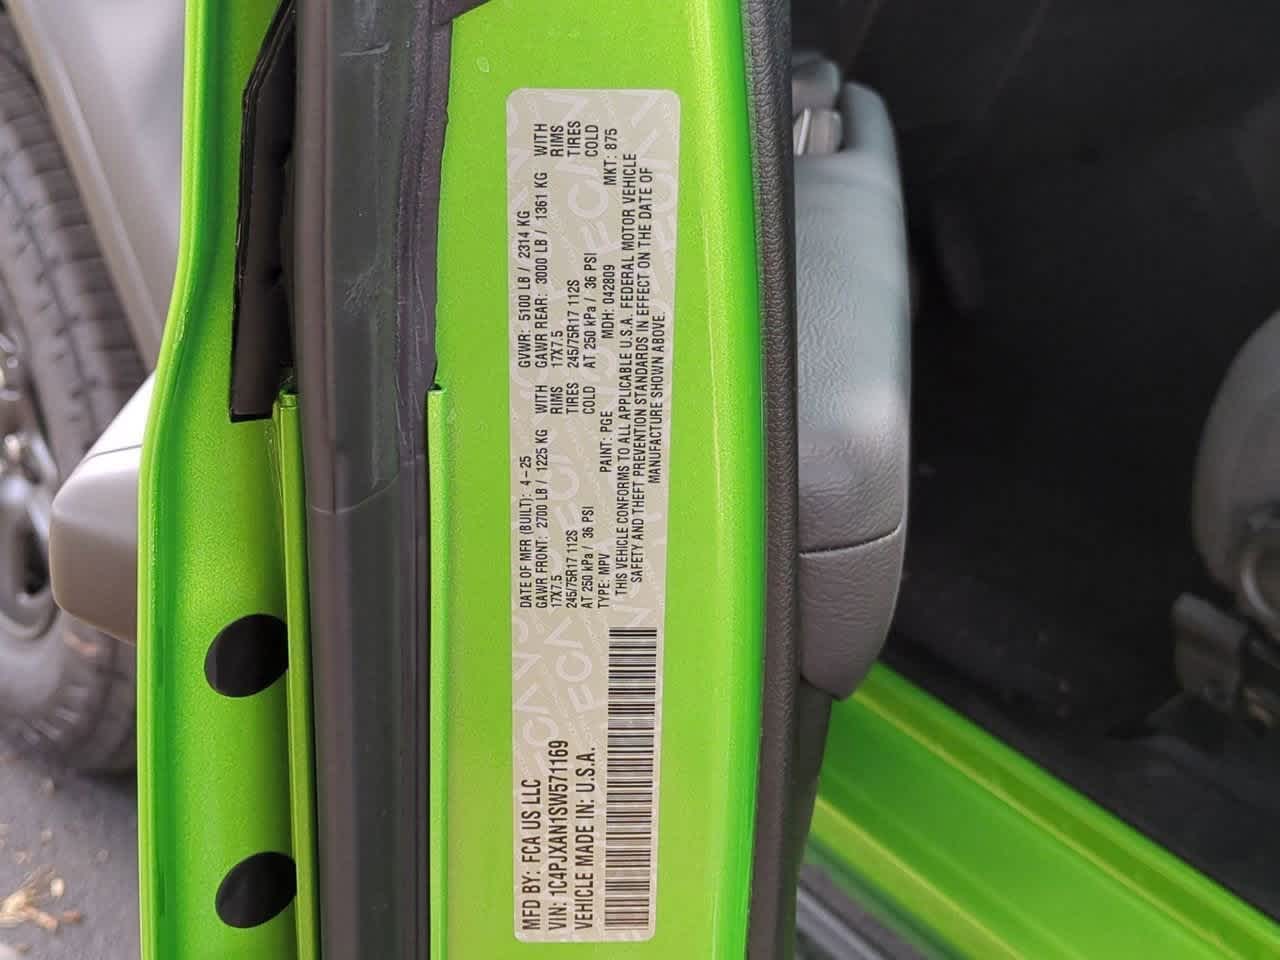 MFD BY: FCA US LLC
VIN: 1C4PJXAN1SW571169
VEHICLE MADE IN: U.S.A.
DATE OF MFR (BUILT): 4-25 GVWR: 5100 LB / 2314 KG
GAWR FRONT: 2700 LB / 1225 KG WITH GAWR REAR: 3000 LB / 1361 KG WITH
17X7.5 RIMS 17X7.5 RIMS
245/75R17 112S TIRES 245/75R17 112S TIRES
AT 250 kPa / 36 PSI COLD AT 250 kPa / 36 PSI COLD
TYPE: MPV PAINT: PGE MDH: 042809 MKT: 875
THIS VEHICLE CONFORMS TO ALL APPLICABLE U.S.A. FEDERAL MOTOR VEHICLE
SAFETY AND THEFT PREVENTION STANDARDS IN EFFECT ON THE DATE OF
MANUFACTURE SHOWN ABOVE.